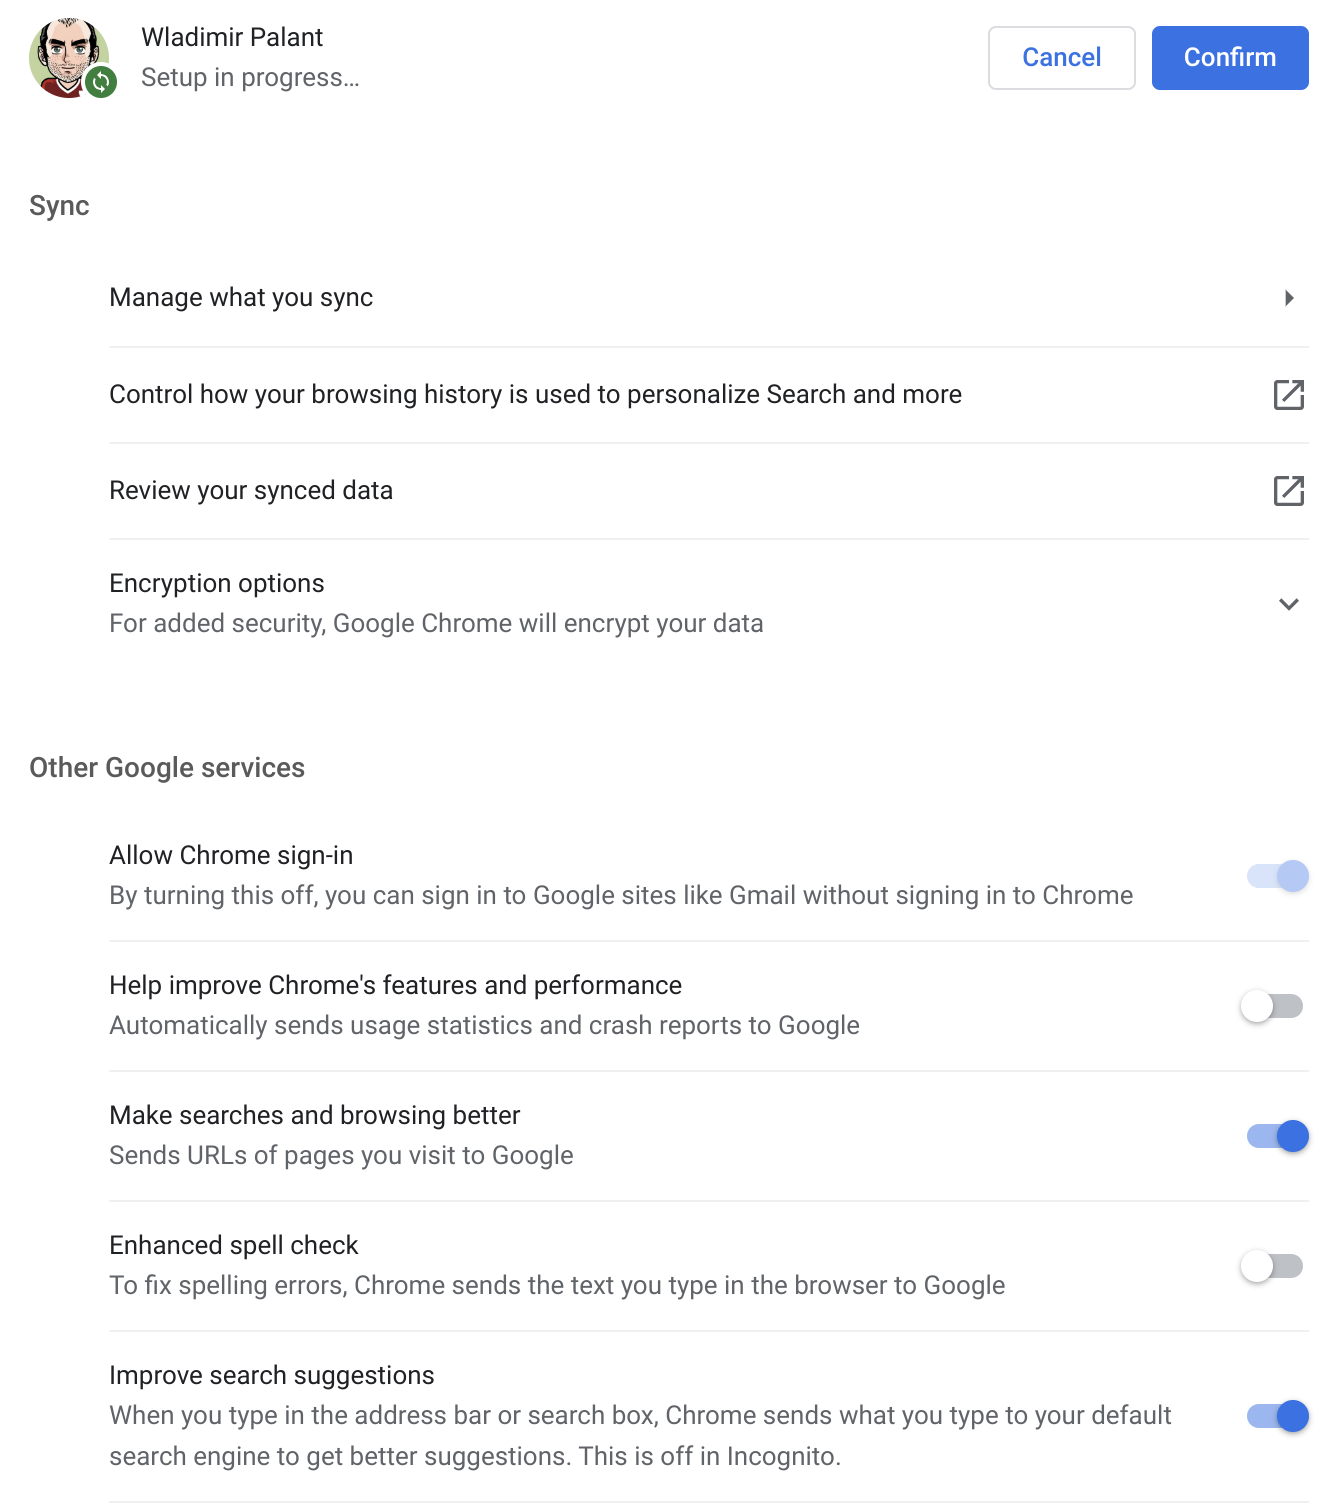 Wladimir Palant
Setup in progress...
Cancel
Confirm
Sync
Manage what you sync
Control how your browsing history is used to personalize Search and more
Review your synced data
Encryption options
For added security, Google Chrome will encrypt your data
Other Google services
Allow Chrome sign-in
By turning this off, you can sign in to Google sites like Gmail without signing in to Chrome
Help improve Chrome's features and performance
Automatically sends usage statistics and crash reports to Google
Make searches and browsing better
Sends URLs of pages you visit to Google
Enhanced spell check
To fix spelling errors, Chrome sends the text you type in the browser to Google
Improve search suggestions
When you type in the address bar or search box, Chrome sends what you type to your default
search engine to get better suggestions. This is off in Incognito.